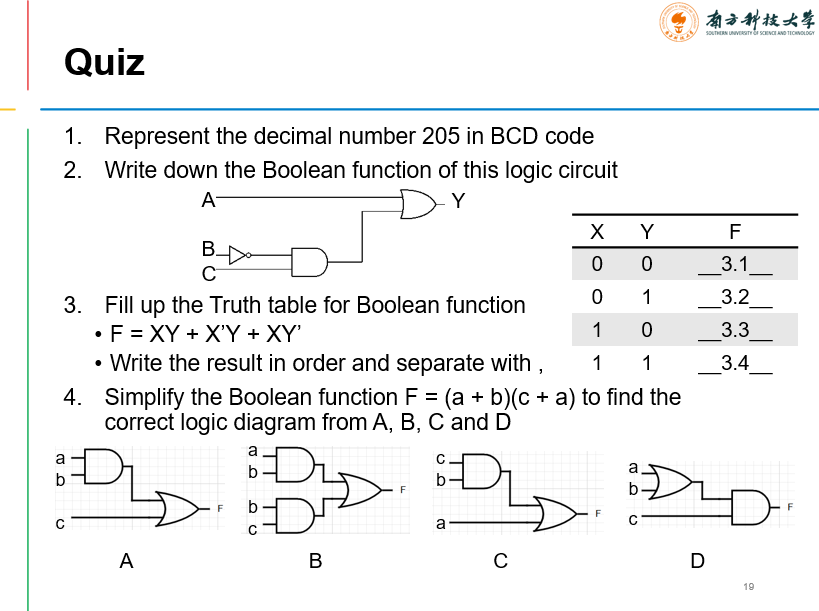 南方科技大学
SOUTHERN UNIVERSITY OF SCIENCE AND TECHNOLOGY
Quiz
1. Represent the decimal number 205 in BCD code
2. Write down the Boolean function of this logic circuit
A Y
B
C
X Y F
0 0 __3.1__
0 1 __3.2__
1 0 __3.3__
1 1 __3.4__
3. Fill up the Truth table for Boolean function
• F = XY + X’Y + XY’
• Write the result in order and separate with ,
4. Simplify the Boolean function F = (a + b)(c + a) to find the
correct logic diagram from A, B, C and D
a
b
c
F
A
a
b
b
c
F
B
c
b
a
F
C
a
b
c
F
D
19